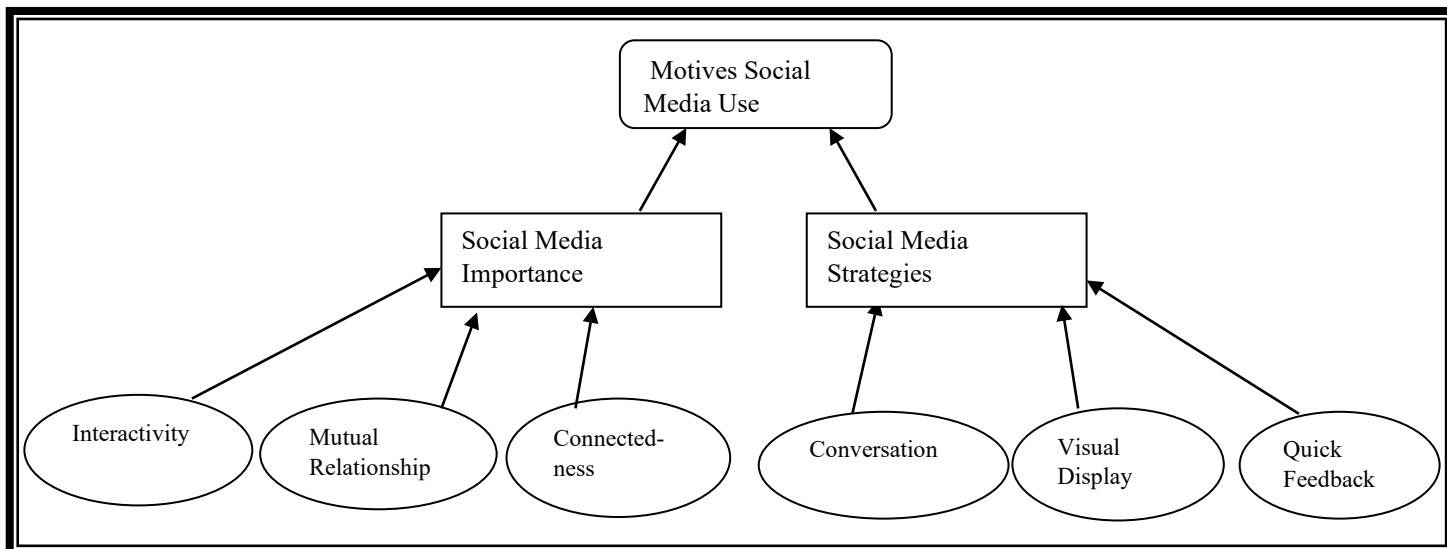 Motives Social
Media Use
Social Media
Importance
Social Media
Strategies
Interactivity
Mutual
Relationship
Connected-
ness
Conversation
Visual
Display
Quick
Feedback